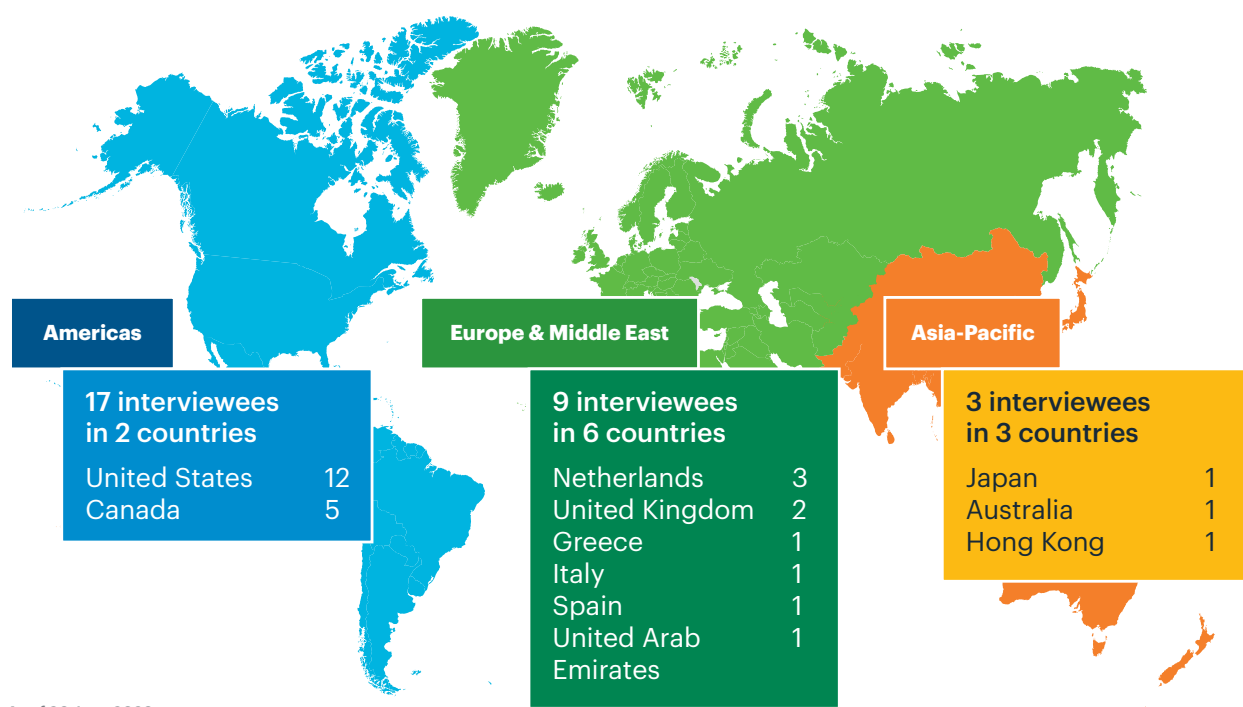 Americas
17 interviewees
in 2 countries
United States 12
Canada 5
Europe & Middle East
9 interviewees
in 6 countries
Netherlands 3
United Kingdom 2
Greece 1
Italy 1
Spain 1
United Arab 1
Emirates
Asia-Pacific
3 interviewees
in 3 countries
Japan 1
Australia 1
Hong Kong 1